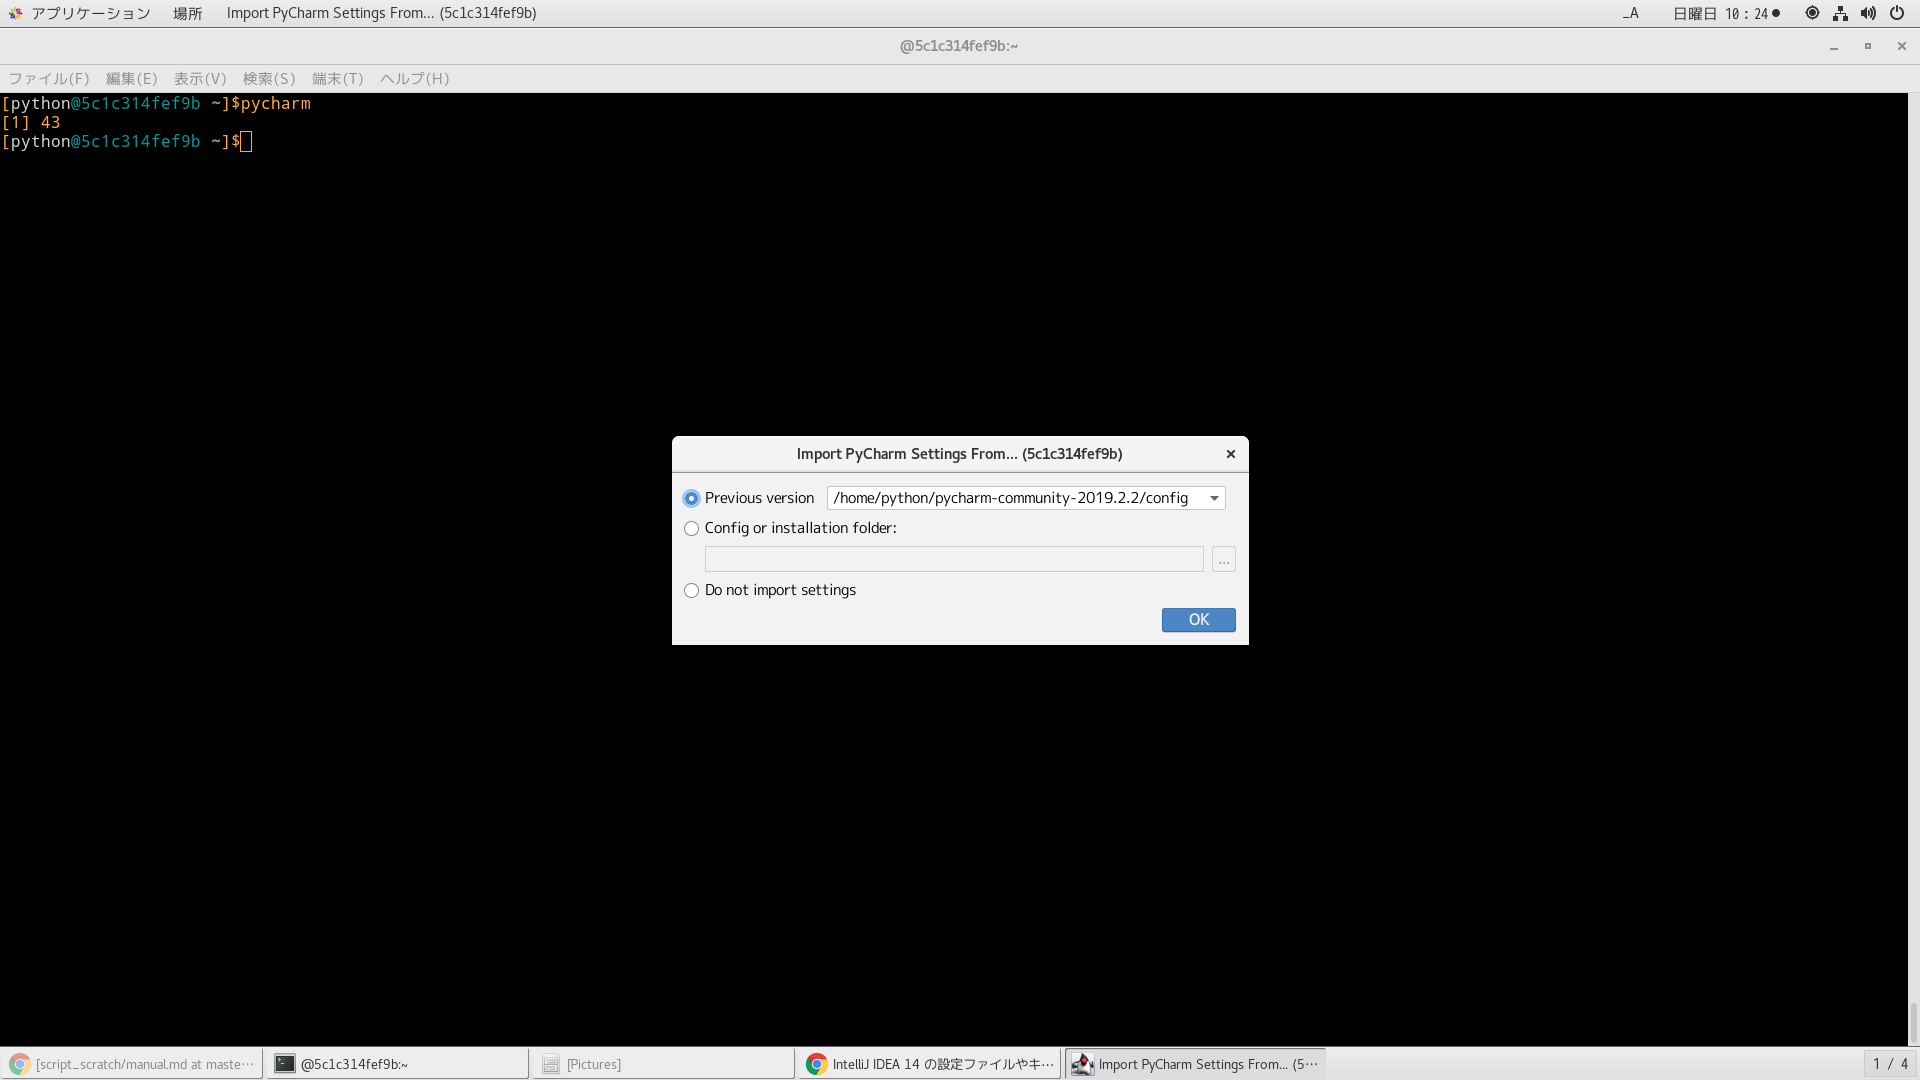 アプリケーション 場所 Import PyCharm Settings From... (5c1c314fef9b) _A 日曜日 10：24●
@5c1c314fef9b:~
ファイル(F) 編集(E) 表示(V) 検索(S) 端末(T) ヘルプ(H)
[python@5c1c314fef9b ~]$pycharm
[1] 43
[python@5c1c314fef9b ~]$
Import PyCharm Settings From... (5c1c314fef9b)
Previous version /home/python/pycharm-community-2019.2.2/config
Config or installation folder:
...
Do not import settings
OK
[script_scratch/manual.md at maste… @5c1c314fef9b:~ [Pictures] IntelliJ IDEA 14 の設定ファイルやキ… Import PyCharm Settings From... (5… 1 / 4